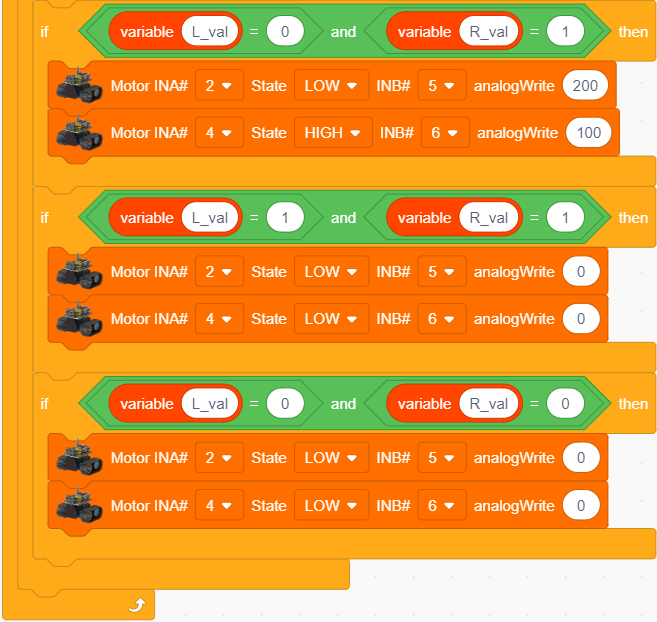 if variable L_val = 0 and variable R_val = 1 then
Motor INA# 2 State LOW INB# 5 analogWrite 200
Motor INA# 4 State HIGH INB# 6 analogWrite 100
if variable L_val = 1 and variable R_val = 1 then
Motor INA# 2 State LOW INB# 5 analogWrite 0
Motor INA# 4 State LOW INB# 6 analogWrite 0
if variable L_val = 0 and variable R_val = 0 then
Motor INA# 2 State LOW INB# 5 analogWrite 0
Motor INA# 4 State LOW INB# 6 analogWrite 0